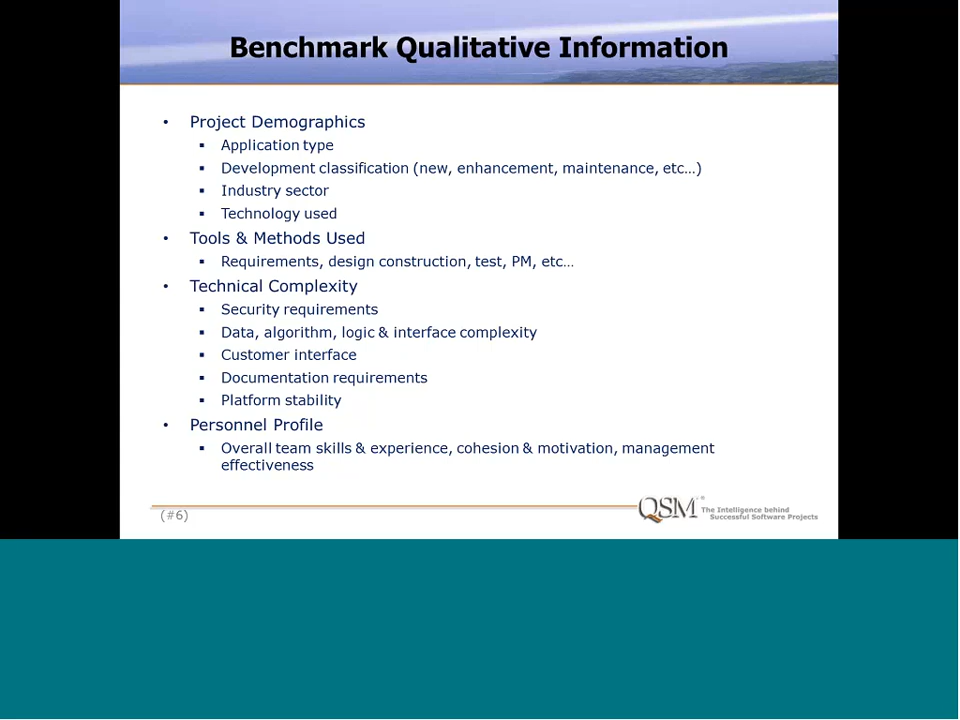 Benchmark Qualitative Information
• Project Demographics
▪ Application type
▪ Development classification (new, enhancement, maintenance, etc…)
▪ Industry sector
▪ Technology used
• Tools & Methods Used
▪ Requirements, design construction, test, PM, etc…
• Technical Complexity
▪ Security requirements
▪ Data, algorithm, logic & interface complexity
▪ Customer interface
▪ Documentation requirements
▪ Platform stability
• Personnel Profile
▪ Overall team skills & experience, cohesion & motivation, management
effectiveness
(#6)
QSM®
The Intelligence behind
Successful Software Projects